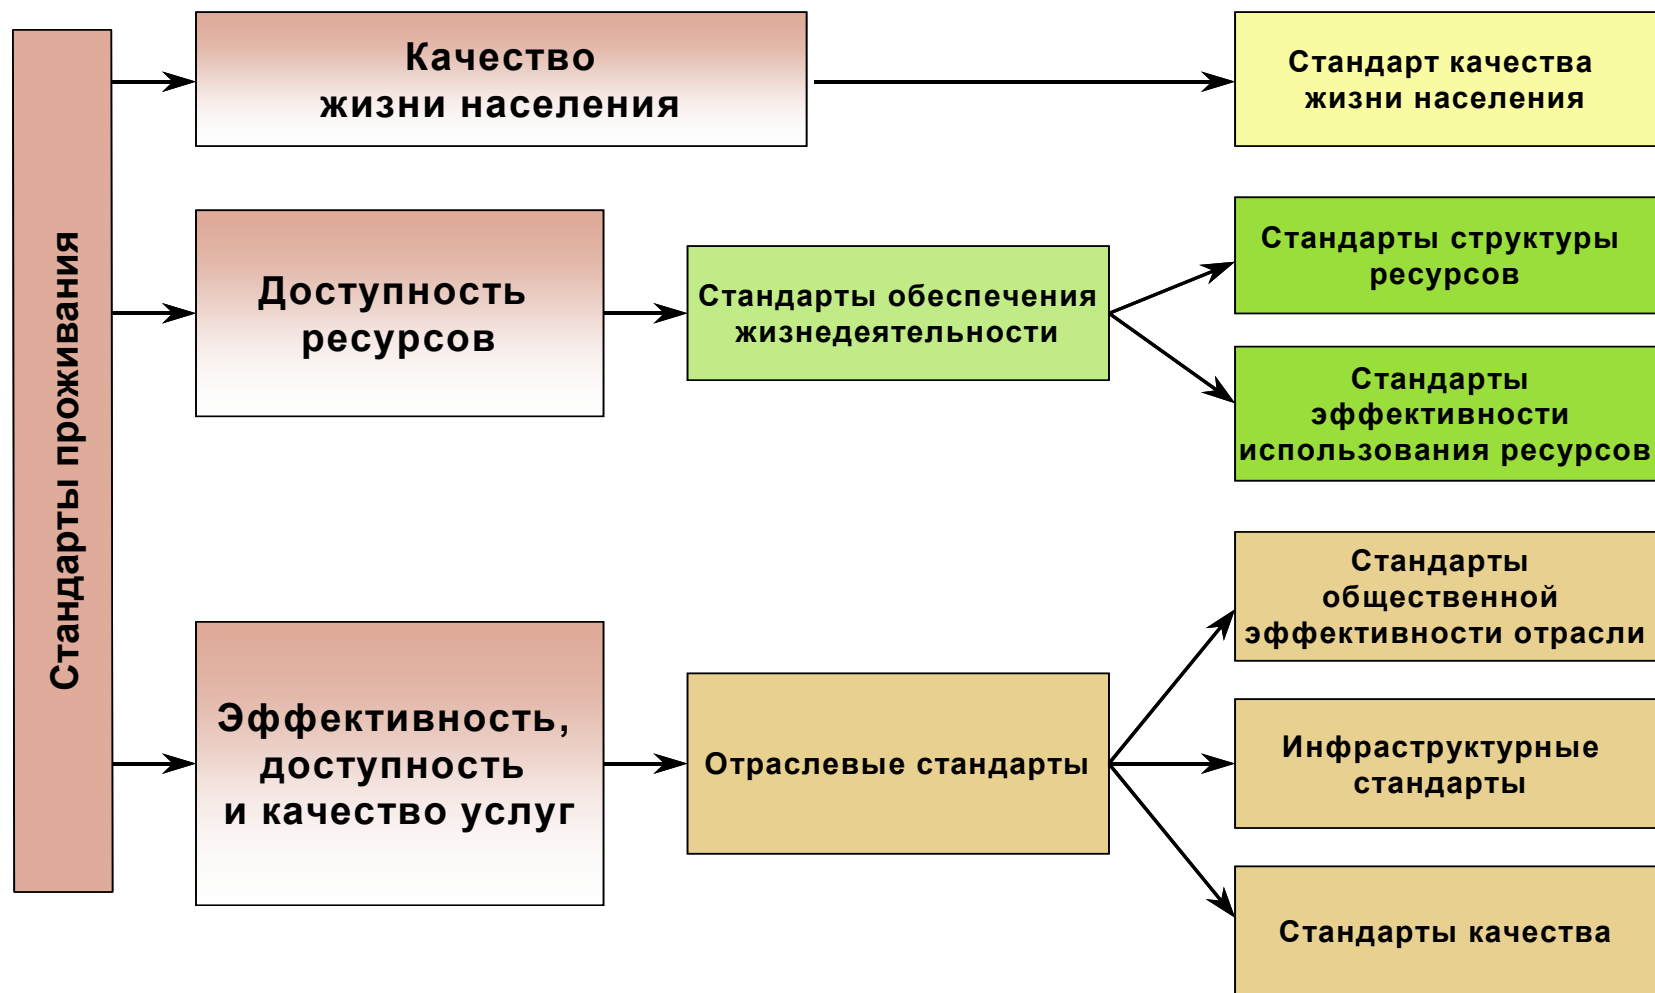 Стандарты проживания
Качество
жизни населения
Стандарт качества
жизни населения
Доступность
ресурсов
Стандарты обеспечения
жизнедеятельности
Стандарты структуры
ресурсов
Стандарты
эффективности
использования ресурсов
Эффективность,
доступность
и качество услуг
Отраслевые стандарты
Стандарты
общественной
эффективности отрасли
Инфраструктурные
стандарты
Стандарты качества